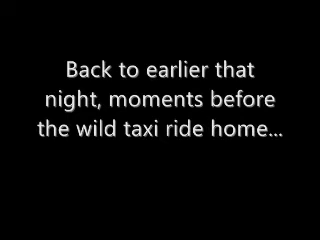 Back to earlier that
night, moments before
the wild taxi ride home...